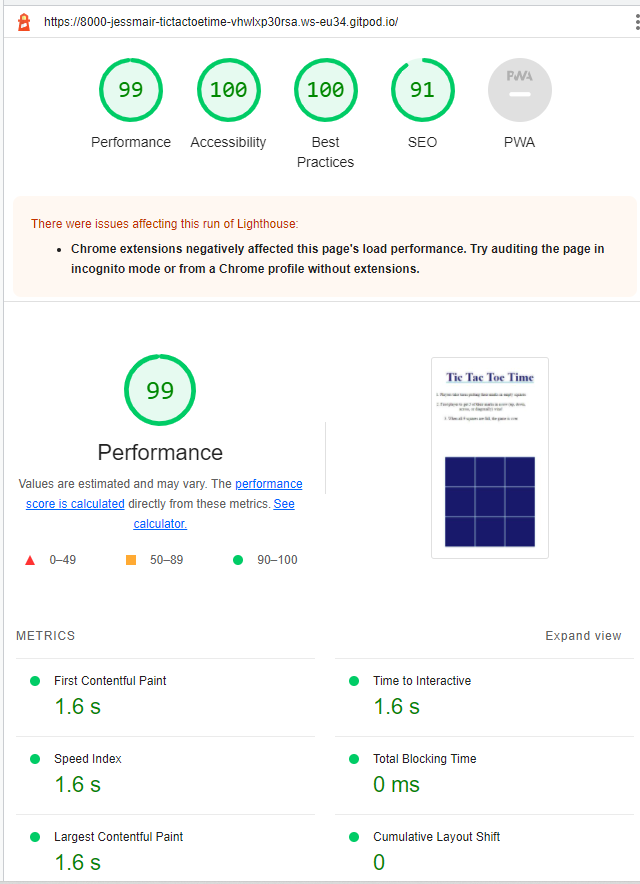 https://8000-jessmair-tictactoetime-vhwlxp30rsa.ws-eu34.gitpod.io/
99
100
100
91
PWA
Performance
Accessibility
Best
Practices
SEO
PWA
There were issues affecting this run of Lighthouse:
• Chrome extensions negatively affected this page's load performance. Try auditing the page in
incognito mode or from a Chrome profile without extensions.
99
Performance
Values are estimated and may vary. The performance
score is calculated directly from these metrics. See
calculator.
0–49
50–89
90–100
Tic Tac Toe Time
METRICS
Expand view
First Contentful Paint
1.6 s
Time to Interactive
1.6 s
Speed Index
1.6 s
Total Blocking Time
0 ms
Largest Contentful Paint
1.6 s
Cumulative Layout Shift
0